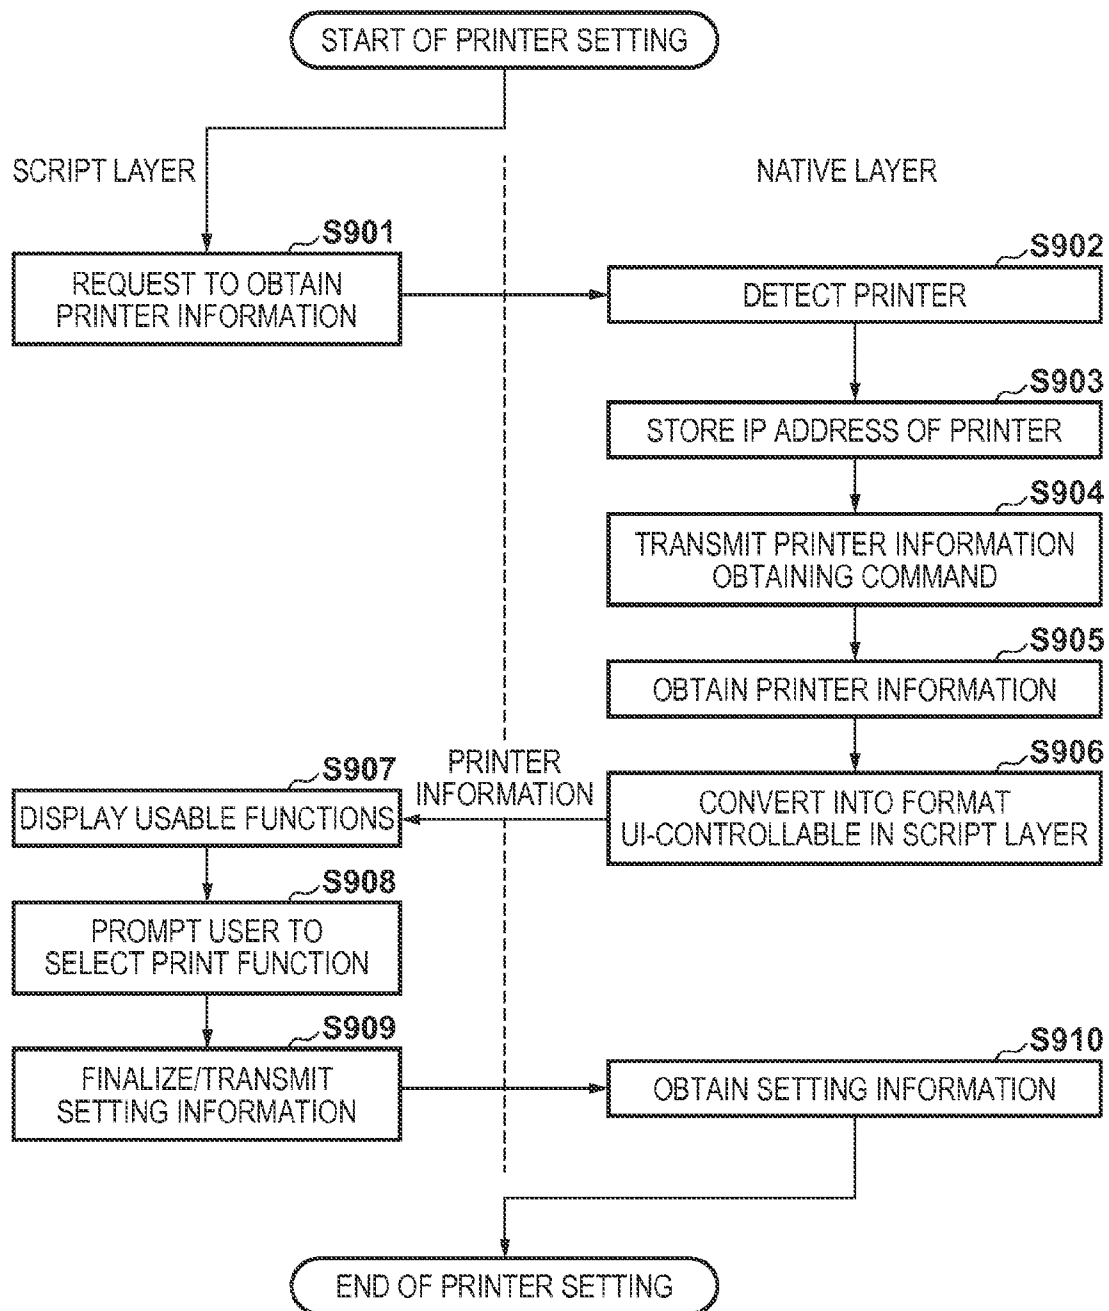 START OF PRINTER SETTING
SCRIPT LAYER
NATIVE LAYER
S901
REQUEST TO OBTAIN
PRINTER INFORMATION
S902
DETECT PRINTER
S903
STORE IP ADDRESS OF PRINTER
S904
TRANSMIT PRINTER INFORMATION
OBTAINING COMMAND
S905
OBTAIN PRINTER INFORMATION
S906
CONVERT INTO FORMAT
UI-CONTROLLABLE IN SCRIPT LAYER
PRINTER
INFORMATION
S907
DISPLAY USABLE FUNCTIONS
S908
PROMPT USER TO
SELECT PRINT FUNCTION
S909
FINALIZE/TRANSMIT
SETTING INFORMATION
S910
OBTAIN SETTING INFORMATION
END OF PRINTER SETTING